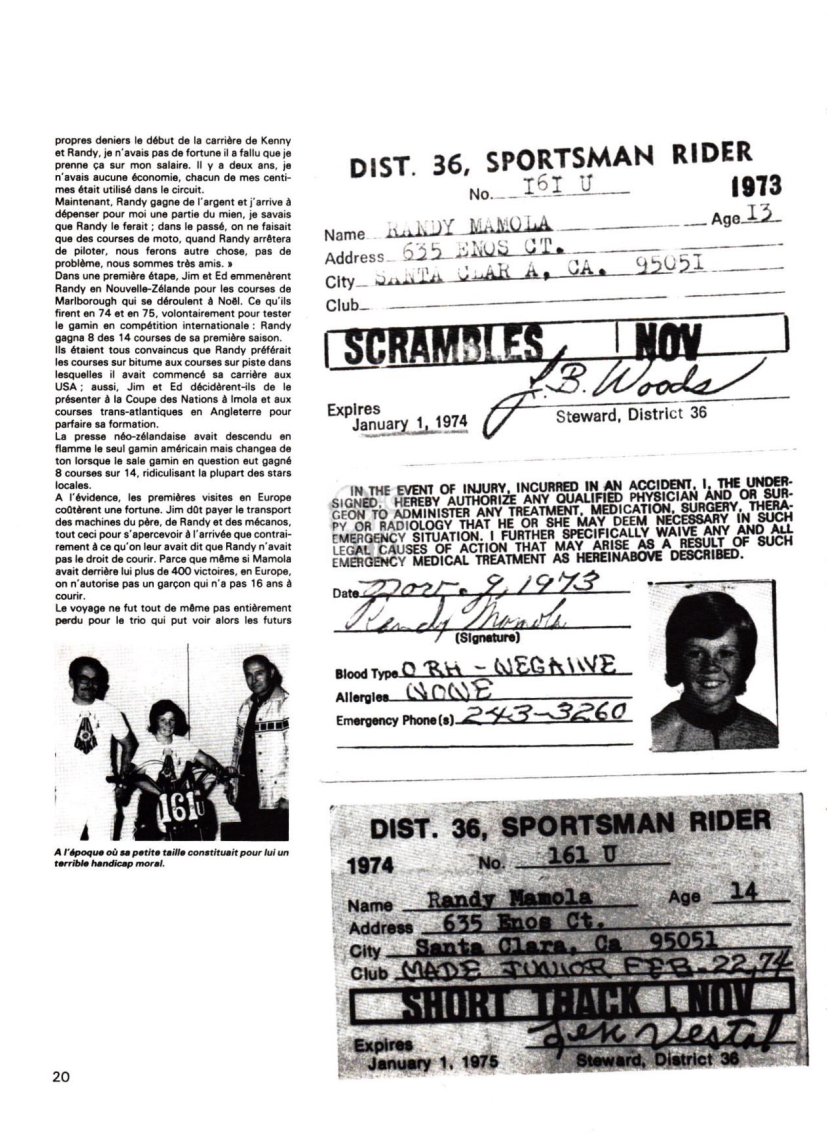 propres deniers le début de la carrière de Kenny
et Randy, je n'avais pas de fortune il a fallu que je
prenne ça sur mon salaire. Il y a deux ans, je
n'avais aucune économie, chacun de mes centi-
mes était utilisé dans le circuit.
Maintenant, Randy gagne de l'argent et j'arrive à
dépenser pour moi une partie du mien, je savais
que Randy le ferait ; dans le passé, on ne faisait
que des courses de moto, quand Randy arrêtera
de piloter, nous ferons autre chose, pas de
problème, nous sommes très amis. »
Dans une première étape, Jim et Ed emmenèrent
Randy en Nouvelle-Zélande pour les courses de
Marlborough qui se déroulent à Noël. Ce qu'ils
firent en 74 et en 75, volontairement pour tester
le gamin en compétition internationale : Randy
gagna 8 des 14 courses de sa première saison.
Ils étaient tous convaincus que Randy préférait
les courses sur bitume aux courses sur piste dans
lesquelles il avait commencé sa carrière aux
USA ; aussi, Jim et Ed décidèrent-ils de le
présenter à la Coupe des Nations à Imola et aux
courses trans-atlantiques en Angleterre pour
parfaire sa formation.
La presse néo-zélandaise avait descendu en
flamme le seul gamin américain mais changea de
ton lorsque le sale gamin en question eut gagné
8 courses sur 14, ridiculisant la plupart des stars
locales.
A l'évidence, les premières visites en Europe
coûtèrent une fortune. Jim dût payer le transport
des machines du père, de Randy et des mécanos,
tout ceci pour s'apercevoir à l'arrivée que contrai-
rement à ce qu'on leur avait dit que Randy n'avait
pas le droit de courir. Parce que même si Mamola
avait derrière lui plus de 400 victoires, en Europe,
on n'autorise pas un garçon qui n'a pas 16 ans à
courir.
Le voyage ne fut tout de même pas entièrement
perdu pour le trio qui put voir alors les futurs
161U
A l'époque où sa petite taille constituait pour lui un
terrible handicap moral.
20
DIST. 36, SPORTSMAN RIDER
No. 161 U 1973
Name RANDY MAMOLA Age 13
Address 635 ENOS CT.
City SANTA CLAR A, CA. 95051
Club
SCRAMBLES NOV
J.B. Woods
Expires
January 1, 1974 Steward, District 36
IN THE EVENT OF INJURY, INCURRED IN AN ACCIDENT, I, THE UNDER-
SIGNED, HEREBY AUTHORIZE ANY QUALIFIED PHYSICIAN AND OR SUR-
GEON TO ADMINISTER ANY TREATMENT, MEDICATION, SURGERY, THERA-
PY OR RADIOLOGY THAT HE OR SHE MAY DEEM NECESSARY IN SUCH
EMERGENCY SITUATION. I FURTHER SPECIFICALLY WAIVE ANY AND ALL
LEGAL CAUSES OF ACTION THAT MAY ARISE AS A RESULT OF SUCH
EMERGENCY MEDICAL TREATMENT AS HEREINABOVE DESCRIBED.
Date Nov. 9, 1973
Randy Mamola
(Signature)
Blood Type O RH - NEGAIIVE
Allergies NONE
Emergency Phone(s) 243-3260
DIST. 36, SPORTSMAN RIDER
1974 No. 161 U
Name Randy Mamola Age 14
Address 635 Enos Ct.
City Santa Clara, Ca 95051
Club MADE JUNIOR FEB-22,74
SHORT TRACK NOV
Len Vestal
Expires
January 1, 1975 Steward, District 36